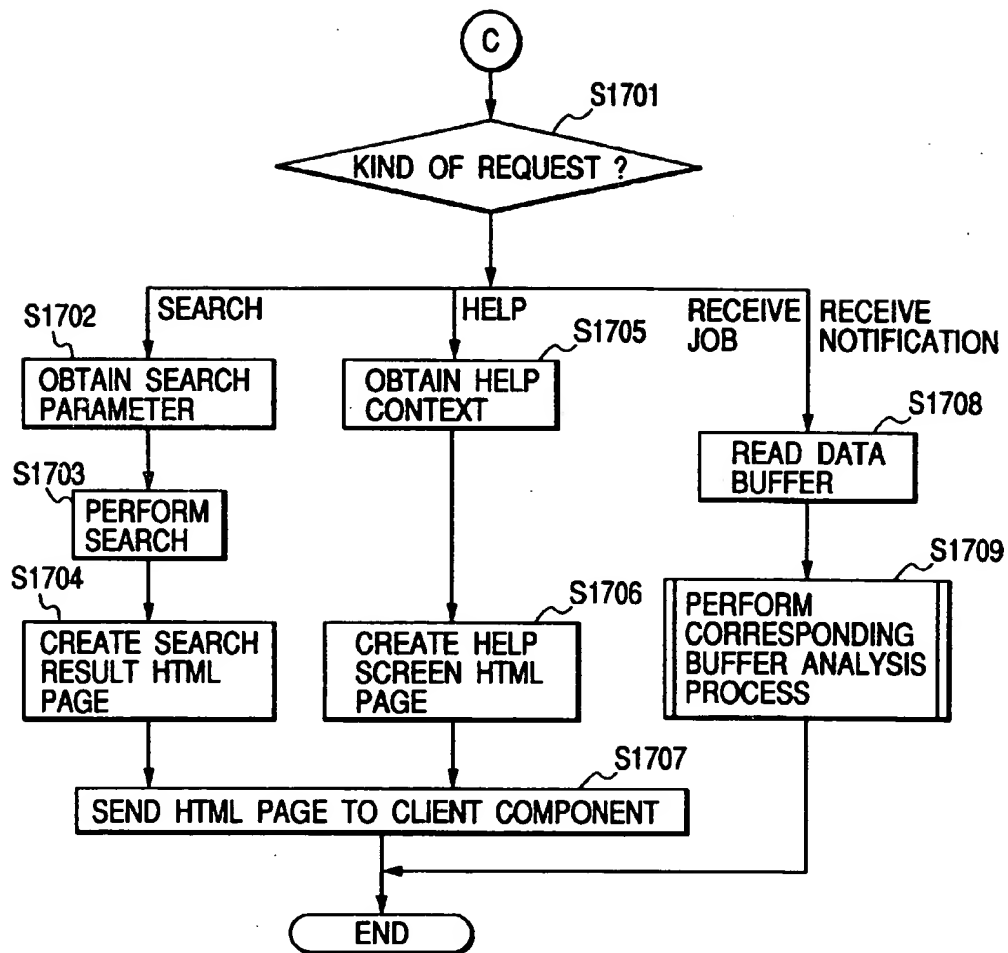 C
S1701
KIND OF REQUEST ?
SEARCH
HELP
RECEIVE
JOB
RECEIVE
NOTIFICATION
S1702
OBTAIN SEARCH
PARAMETER
S1705
OBTAIN HELP
CONTEXT
S1708
READ DATA
BUFFER
S1703
PERFORM
SEARCH
S1709
PERFORM
CORRESPONDING
BUFFER ANALYSIS
PROCESS
S1704
CREATE SEARCH
RESULT HTML
PAGE
S1706
CREATE HELP
SCREEN HTML
PAGE
S1707
SEND HTML PAGE TO CLIENT COMPONENT
END